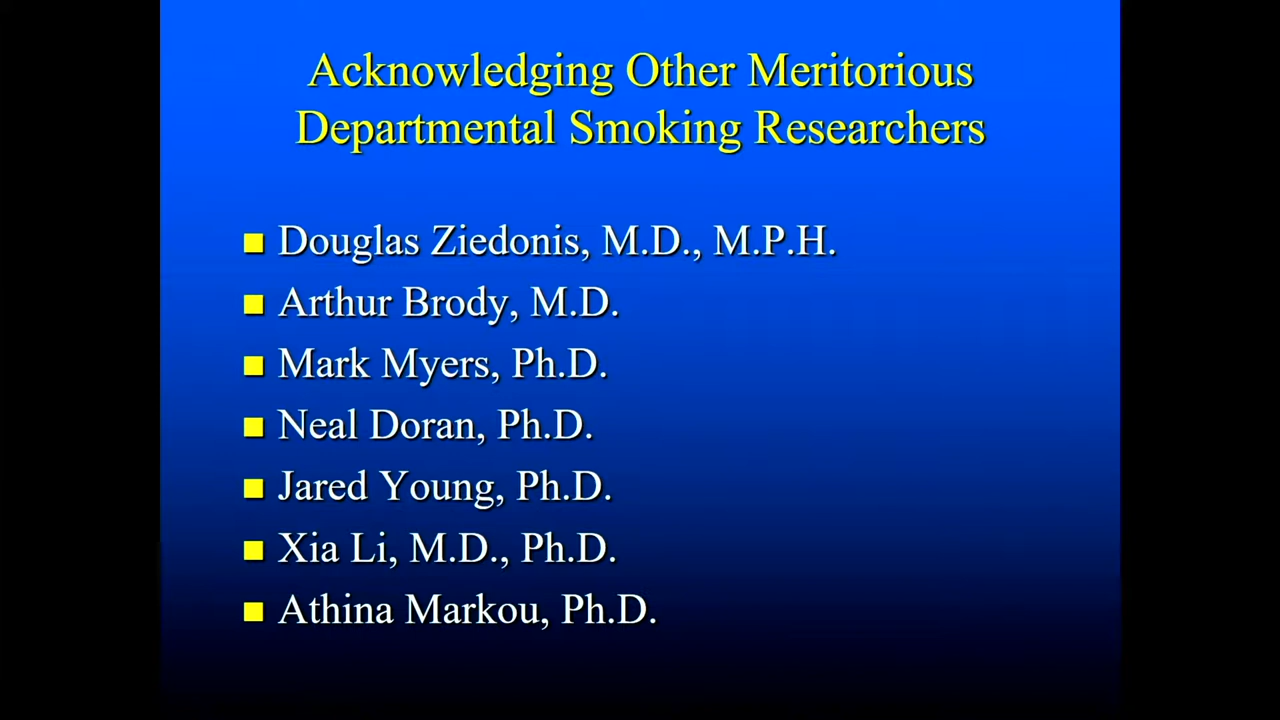 Acknowledging Other Meritorious
Departmental Smoking Researchers
Douglas Ziedonis, M.D., M.P.H.
Arthur Brody, M.D.
Mark Myers, Ph.D.
Neal Doran, Ph.D.
Jared Young, Ph.D.
Xia Li, M.D., Ph.D.
Athina Markou, Ph.D.